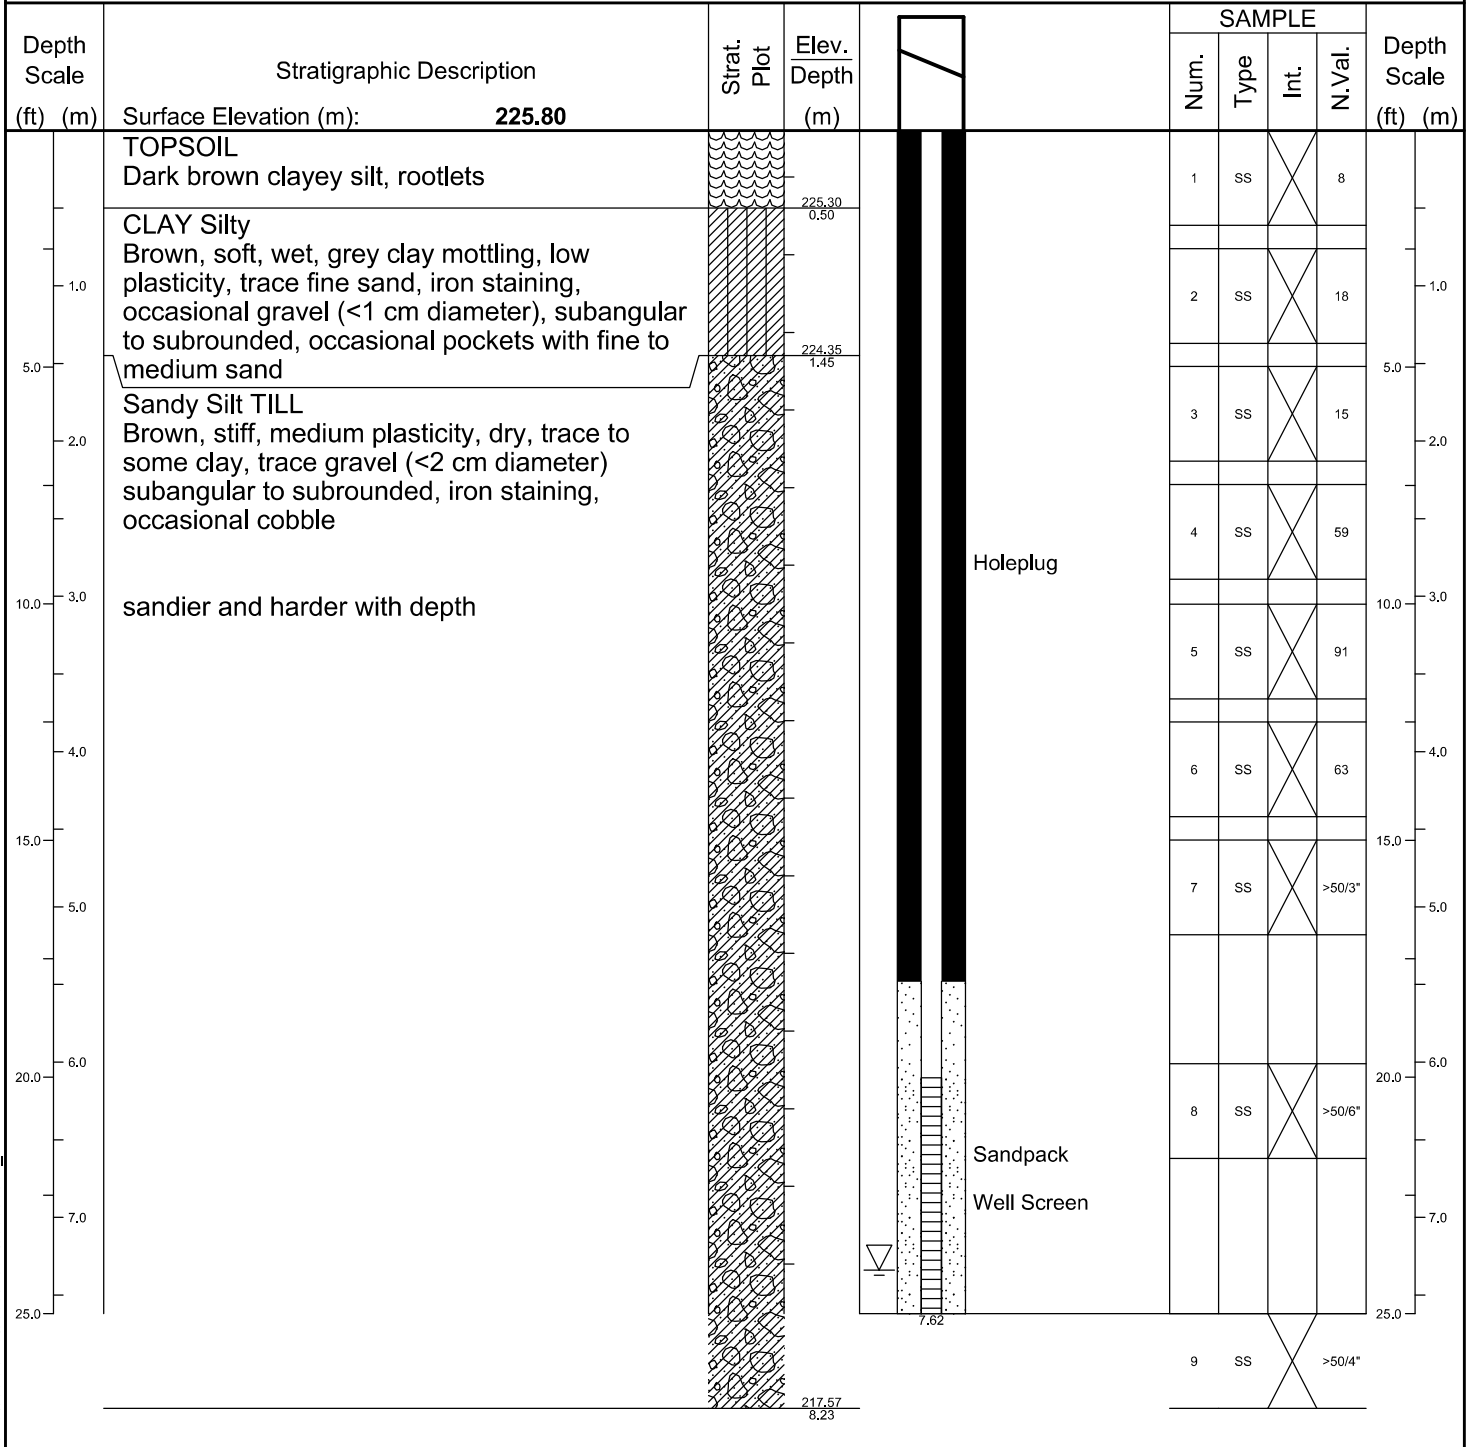 SAMPLE
Depth Scale
Stratigraphic Description
Strat. Plot
Elev.
Depth
(m)
Num.
Type
Int.
N.Val.
Depth Scale
(ft) (m)
Surface Elevation (m): 225.80
(ft) (m)
TOPSOIL
Dark brown clayey silt, rootlets
1 SS 8
225.30
0.50
CLAY Silty
Brown, soft, wet, grey clay mottling, low
plasticity, trace fine sand, iron staining,
occasional gravel (<1 cm diameter), subangular
to subrounded, occasional pockets with fine to
medium sand
1.0
2 SS 18
1.0
224.35
1.45
5.0
5.0
Sandy Silt TILL
Brown, stiff, medium plasticity, dry, trace to
some clay, trace gravel (<2 cm diameter)
subangular to subrounded, iron staining,
occasional cobble
3 SS 15
2.0
2.0
4 SS 59
Holeplug
10.0
3.0
sandier and harder with depth
10.0
3.0
5 SS 91
4.0
6 SS 63
4.0
15.0
15.0
7 SS >50/3"
5.0
5.0
6.0
6.0
20.0
20.0
8 SS >50/6"
Sandpack
Well Screen
7.0
7.0
25.0
25.0
7.62
9 SS >50/4"
217.57
8.23